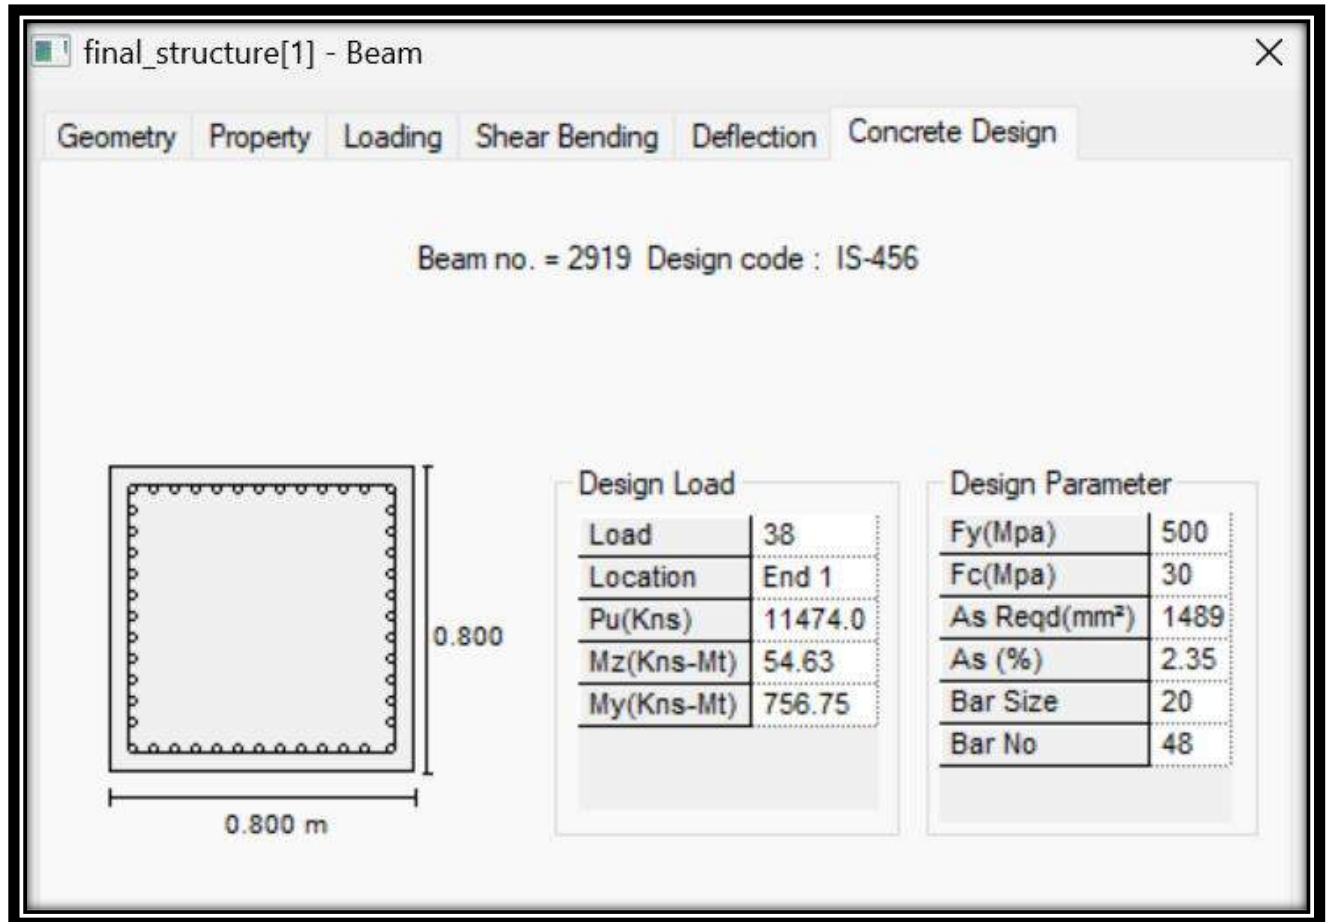 final_structure[1] - Beam
Geometry Property Loading Shear Bending Deflection Concrete Design
Beam no. = 2919 Design code : IS-456
0.800
0.800 m
Design Load
Load 38
Location End 1
Pu(Kns) 11474.0
Mz(Kns-Mt) 54.63
My(Kns-Mt) 756.75
Design Parameter
Fy(Mpa) 500
Fc(Mpa) 30
As Reqd(mm²) 1489
As (%) 2.35
Bar Size 20
Bar No 48